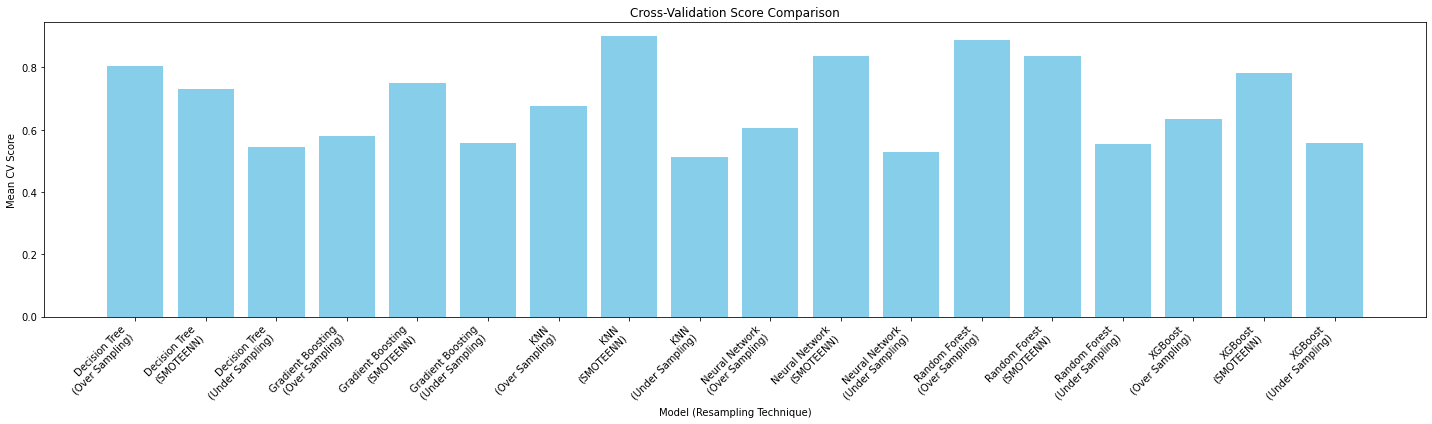 Cross-Validation Score Comparison
Mean CV Score
0.8
0.6
0.4
0.2
0.0
Decision Tree
(Over Sampling)
Decision Tree
(SMOTEENN)
Decision Tree
(Under Sampling)
Gradient Boosting
(Over Sampling)
Gradient Boosting
(SMOTEENN)
Gradient Boosting
(Under Sampling)
KNN
(Over Sampling)
KNN
(SMOTEENN)
KNN
(Under Sampling)
Neural Network
(Over Sampling)
Neural Network
(SMOTEENN)
Neural Network
(Under Sampling)
Random Forest
(Over Sampling)
Random Forest
(SMOTEENN)
Random Forest
(Under Sampling)
XGBoost
(Over Sampling)
XGBoost
(SMOTEENN)
XGBoost
(Under Sampling)
Model (Resampling Technique)